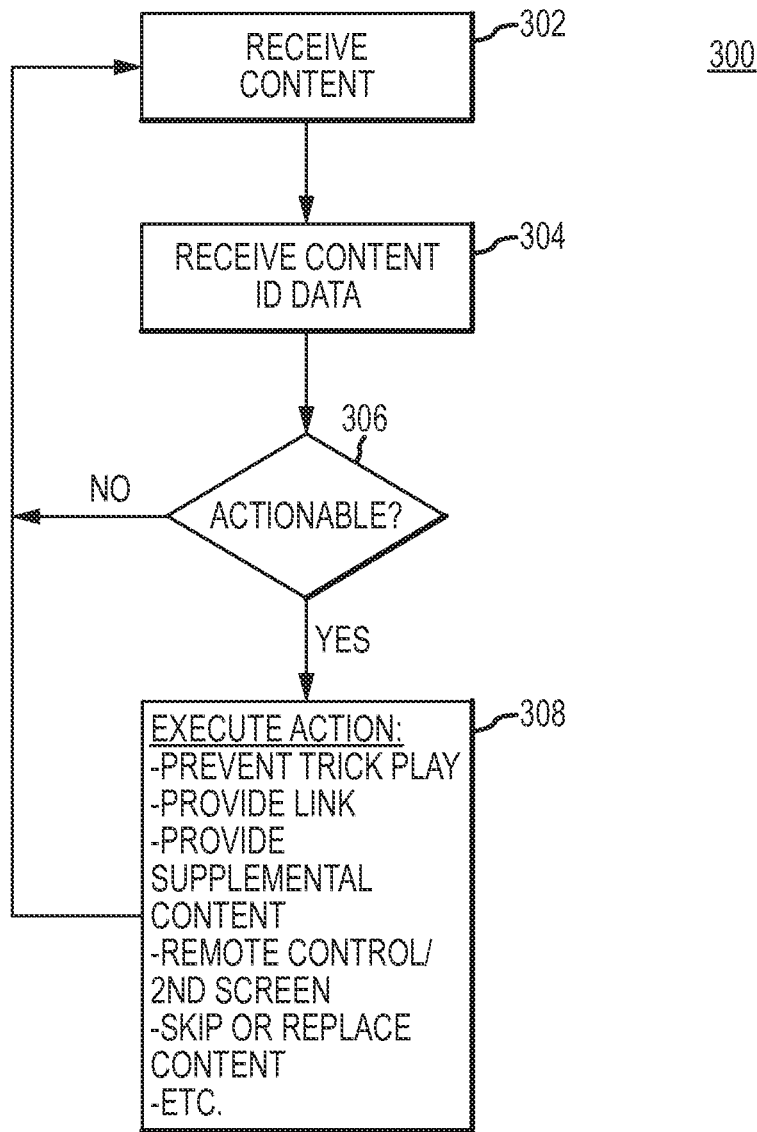 RECEIVE
CONTENT
302
300
RECEIVE CONTENT
ID DATA
304
306
ACTIONABLE?
NO
YES
308
EXECUTE ACTION:
-PREVENT TRICK PLAY
-PROVIDE LINK
-PROVIDE
SUPPLEMENTAL
CONTENT
-REMOTE CONTROL/
2ND SCREEN
-SKIP OR REPLACE
CONTENT
-ETC.